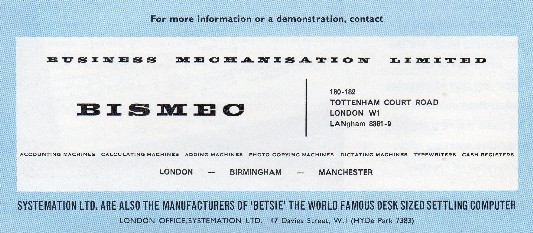 For more information or a demonstration, contact
BUSINESS MECHANISATION LIMITED
BISMEC
180-182
TOTTENHAM COURT ROAD
LONDON W1
LANgham 8881-9
ACCOUNTING MACHINES CALCULATING MACHINES ADDING MACHINES PHOTO COPYING MACHINES DICTATING MACHINES TYPEWRITERS CASH REGISTERS
LONDON — BIRMINGHAM — MANCHESTER
SYSTEMATION LTD. ARE ALSO THE MANUFACTURERS OF 'BETSIE' THE WORLD FAMOUS DESK SIZED SETTLING COMPUTER
LONDON OFFICE,SYSTEMATION LTD. 47 Davies Street, W.1 (HYDe Park 7383)